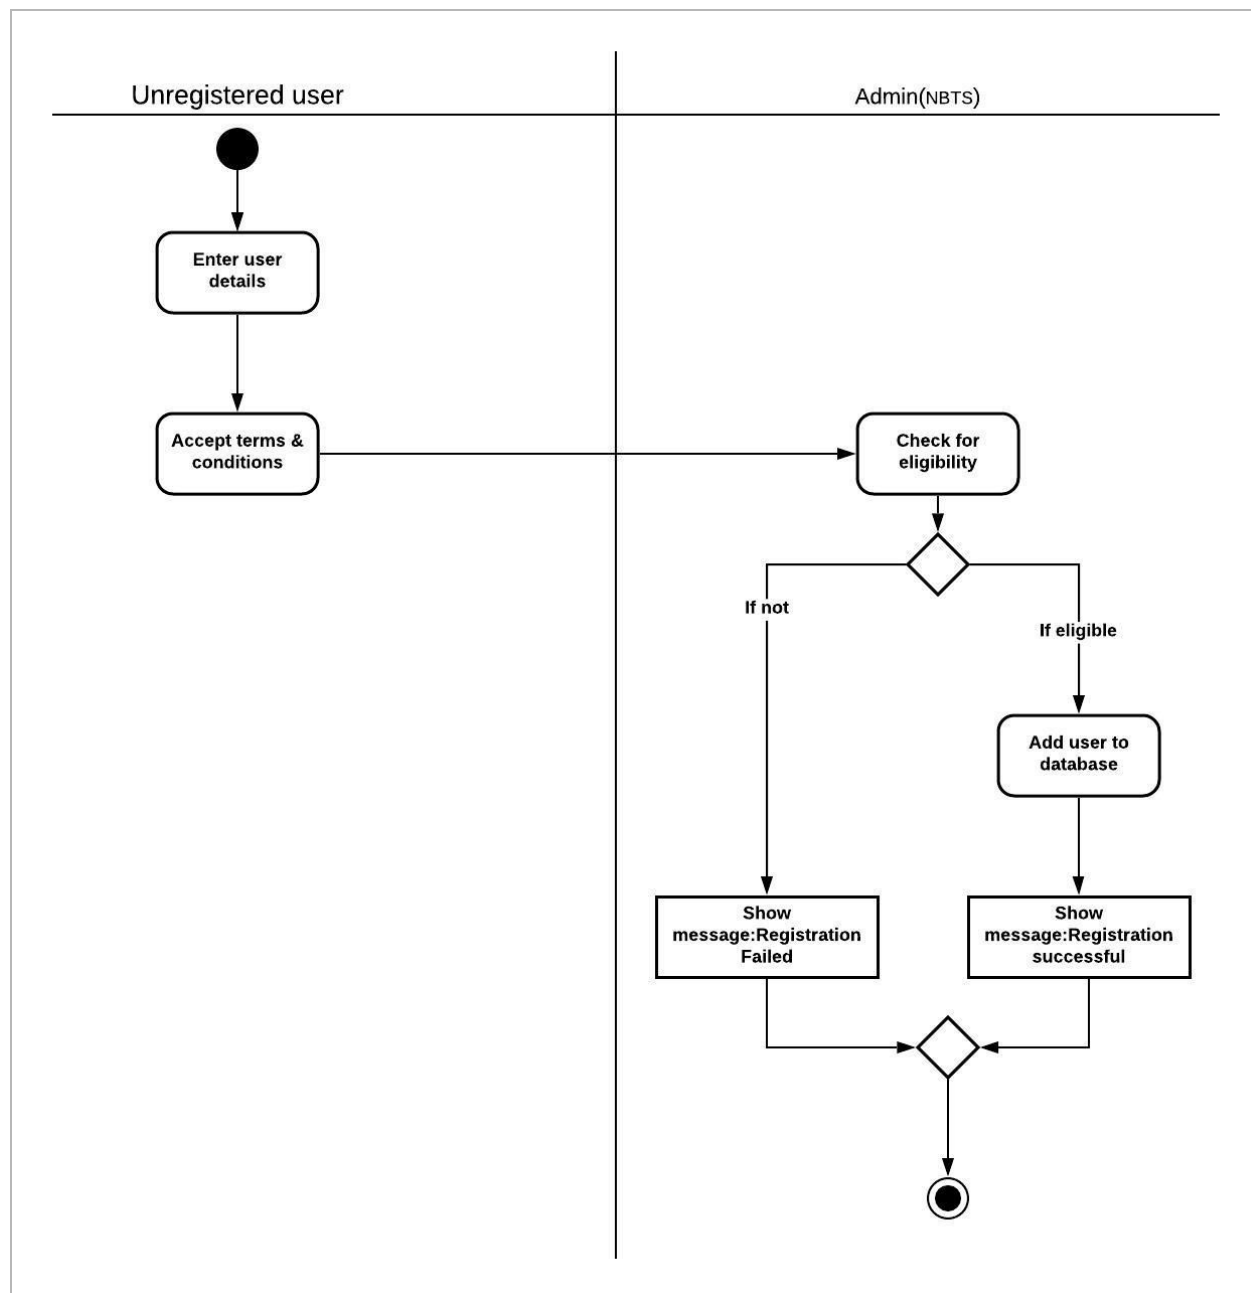 Unregistered user
Admin(NBTS)
Enter user
details
Accept terms &
conditions
Check for
eligibility
If not
If eligible
Add user to
database
Show
message:Registration
Failed
Show
message:Registration
successful